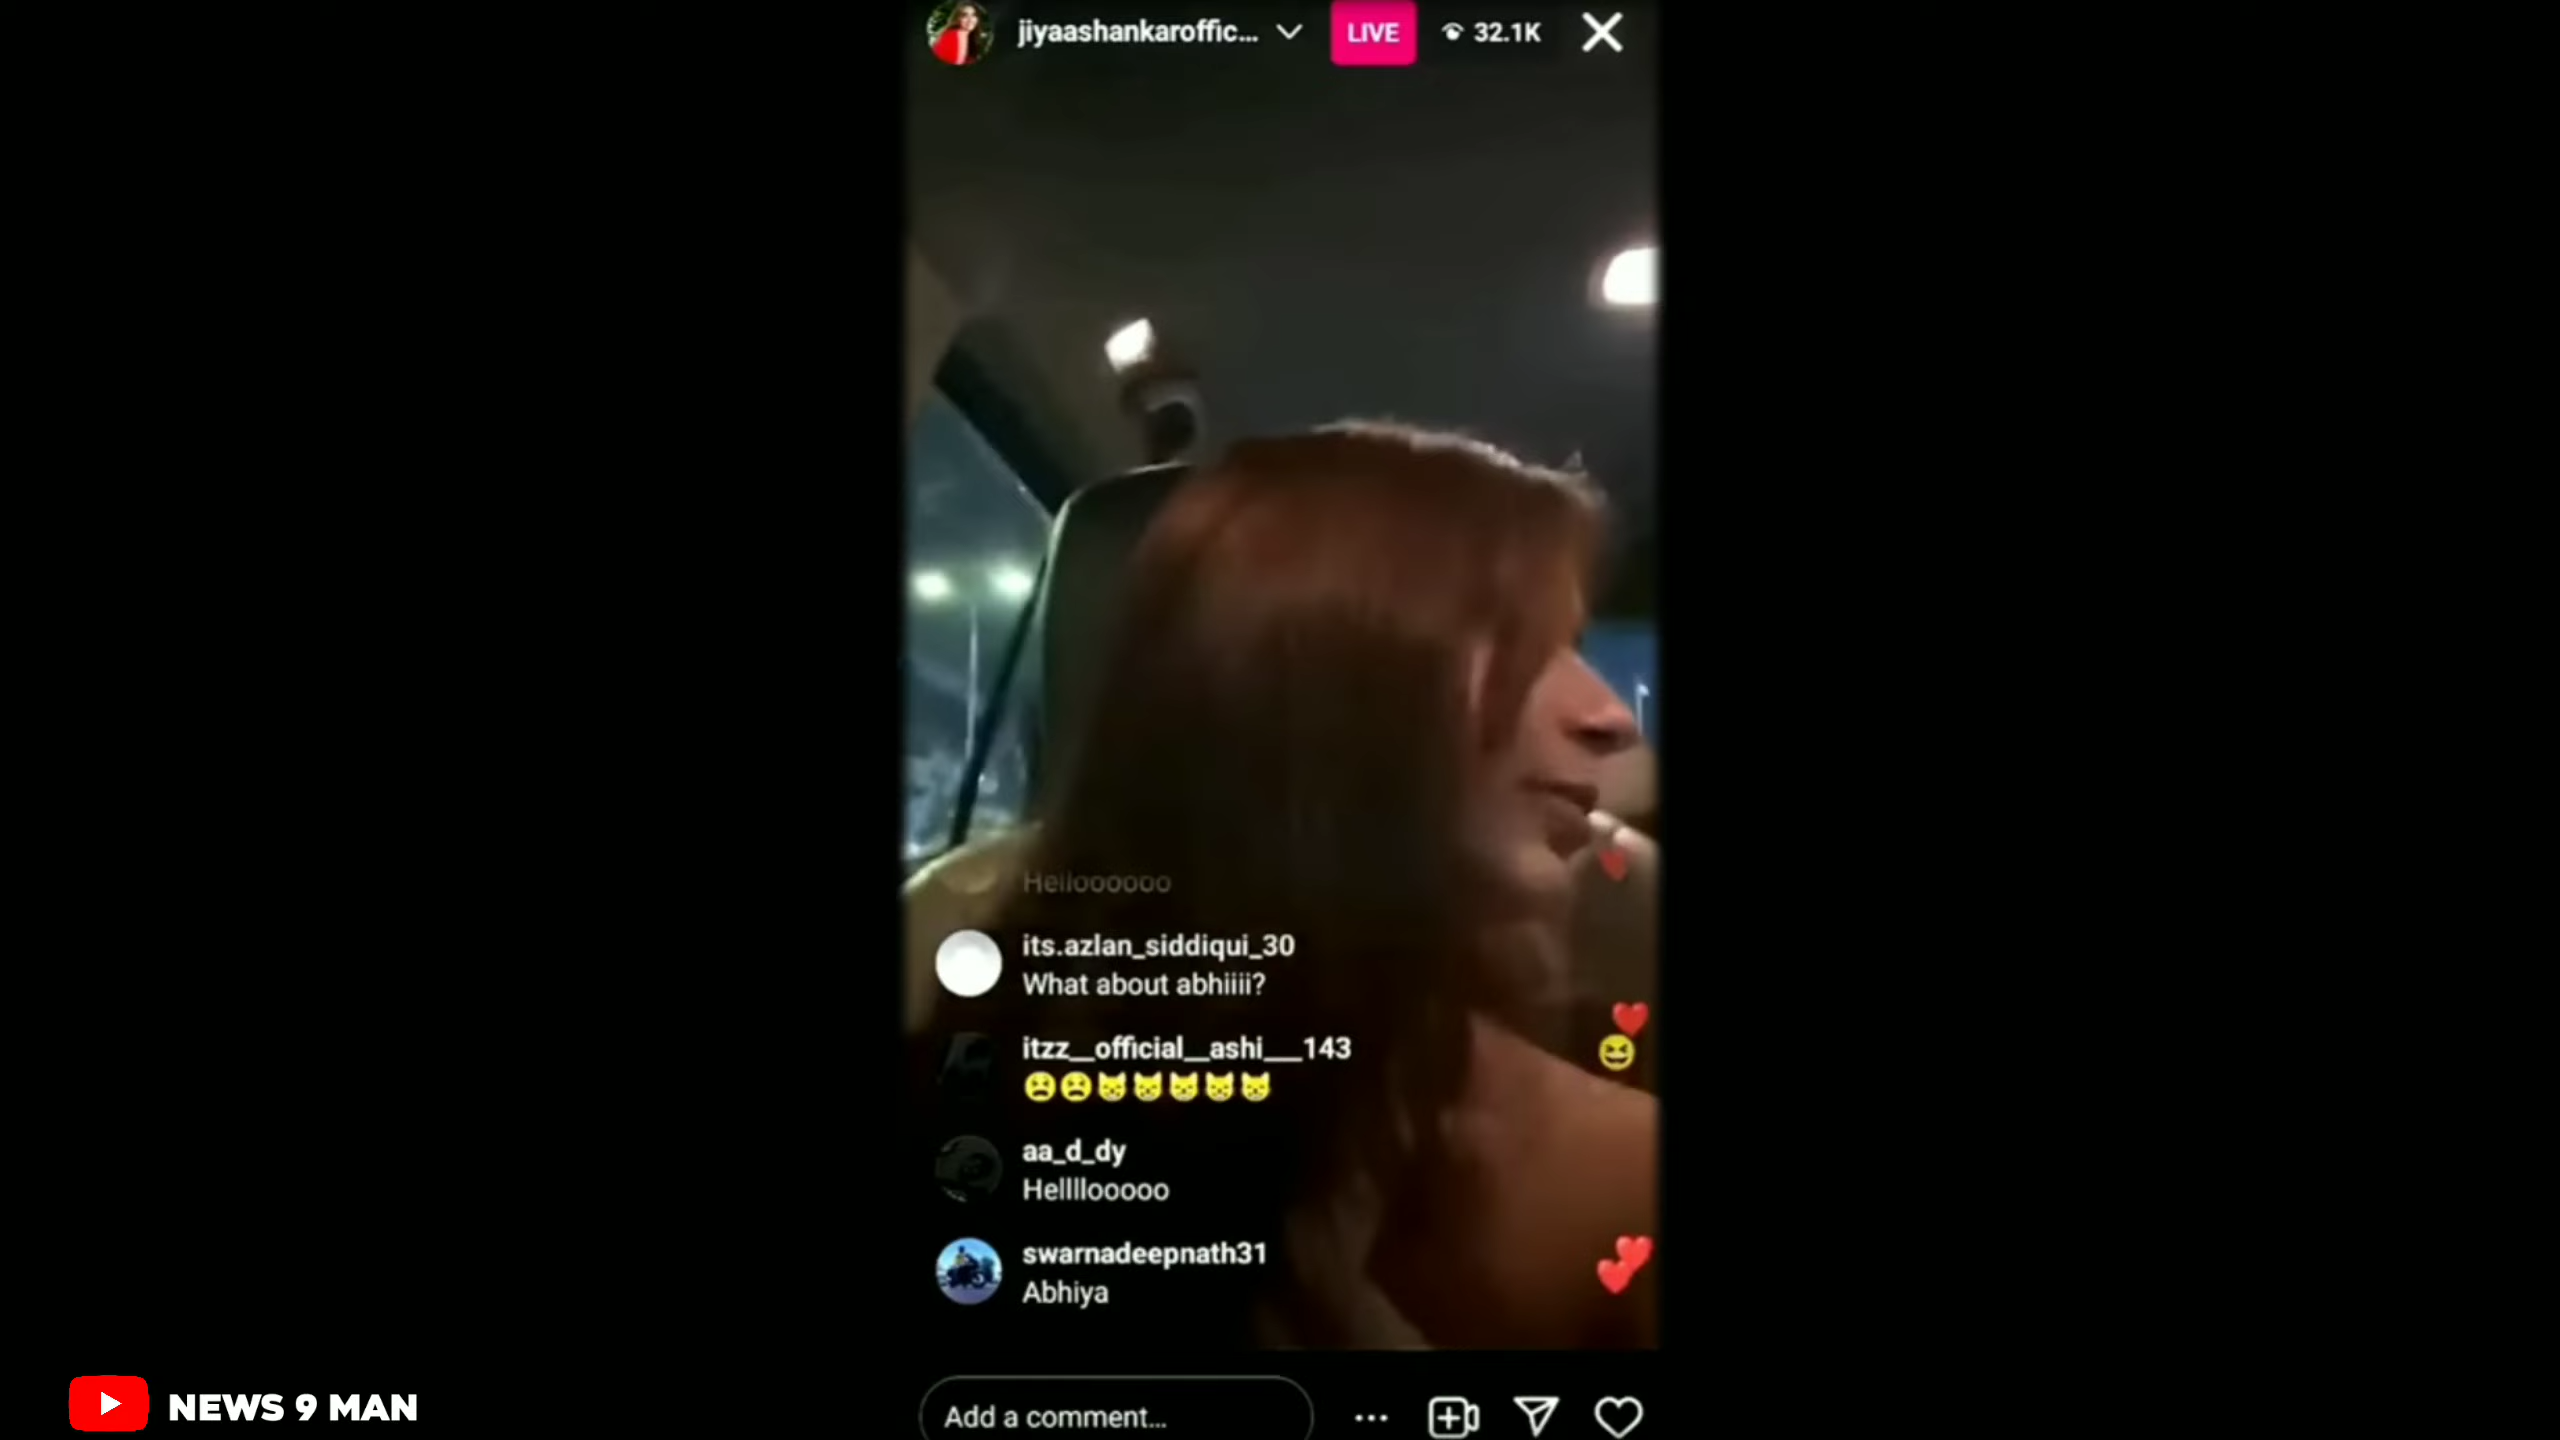 jiyaashankaroffic...
LIVE
32.1K
Helloooooo
its.azlan_siddiqui_30
What about abhiiii?
itzz__official__ashi___143
😫😫😺😺😺😺😺
aa_d_dy
Hellllooooo
swarnadeepnath31
Abhiya
Add a comment...
NEWS 9 MAN